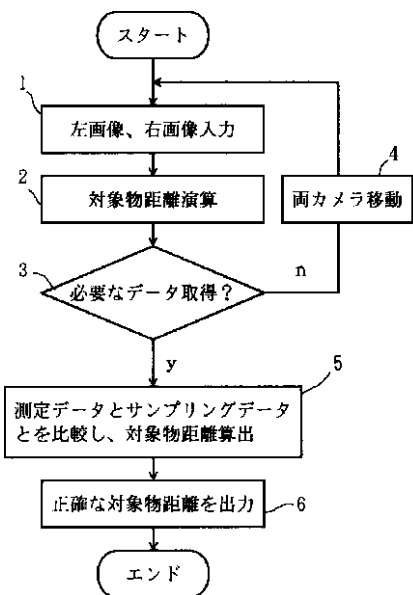 スタート
1
左画像、右画像入力
2
対象物距離演算
4
両カメラ移動
3
必要なデータ取得？
n
y
5
測定データとサンプリングデータ
とを比較し、対象物距離算出
正確な対象物距離を出力
6
エンド